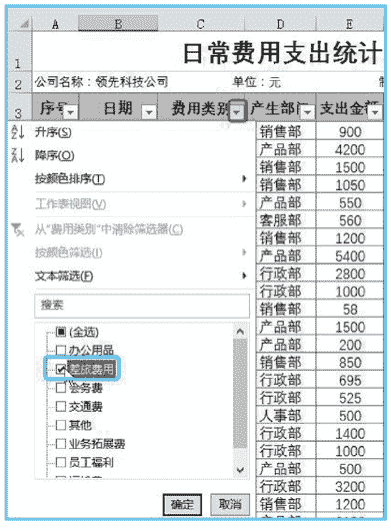 A B C D E
1 日常费用支出统计
2 公司名称：领先科技公司 单位：元
3 序号 日期 费用类别 产生部门 支出金额
升序(S)
降序(O)
按颜色排序(T)
工作表视图(V)
从"费用类别"中清除筛选器(C)
按颜色筛选(I)
文本筛选(F)
搜索
(全选)
办公用品
差旅费用
会务费
交通费
其他
业务拓展费
员工福利
确定 取消
销售部 900
产品部 4200
销售部 1500
销售部 1050
产品部 550
客服部 560
销售部 1200
产品部 5400
行政部 2800
行政部 1000
销售部 58
产品部 1500
产品部 200
销售部 850
行政部 695
行政部 525
人事部 500
行政部 1400
行政部 1000
产品部 500
行政部 3200
销售部 1200